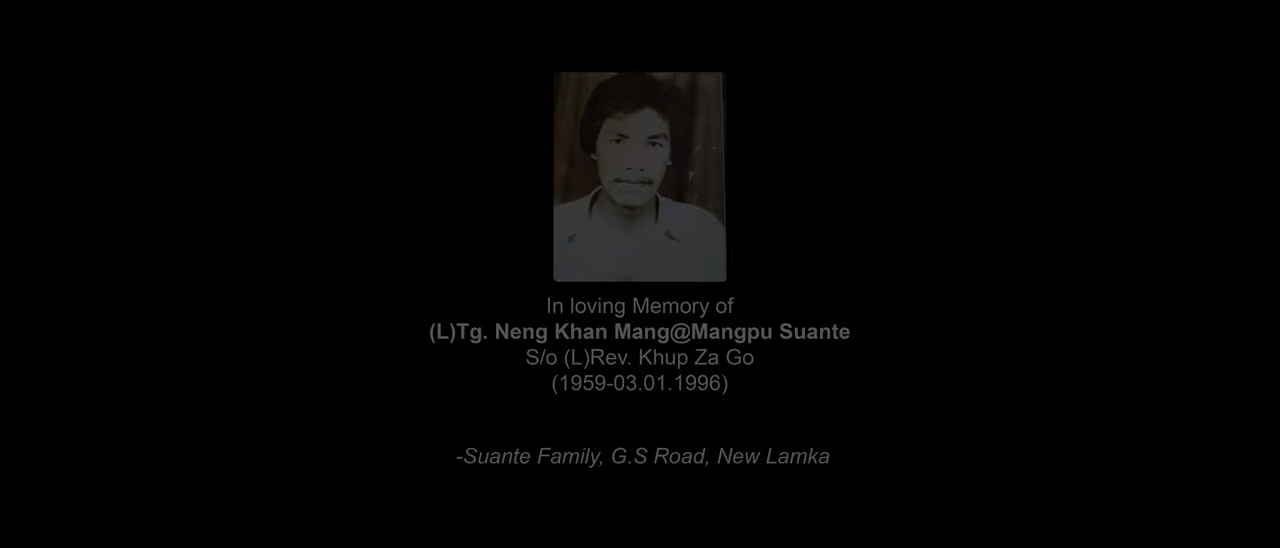 In loving Memory of
(L)Tg. Neng Khan Mang@Mangpu Suante
S/o (L)Rev. Khup Za Go
(1959-03.01.1996)
-Suante Family, G.S Road, New Lamka